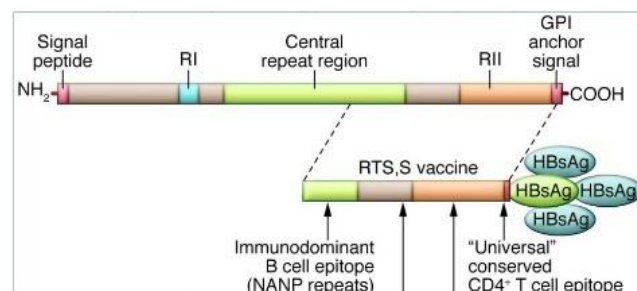 Signal
peptide
RI
Central
repeat region
RII
GPI
anchor
signal
NH2
COOH
RTS,S vaccine
HBsAg
HBsAg
HBsAg
HBsAg
Immunodominant
B cell epitope
(NANP repeats)
“Universal”
conserved
CD4+ T cell epitope